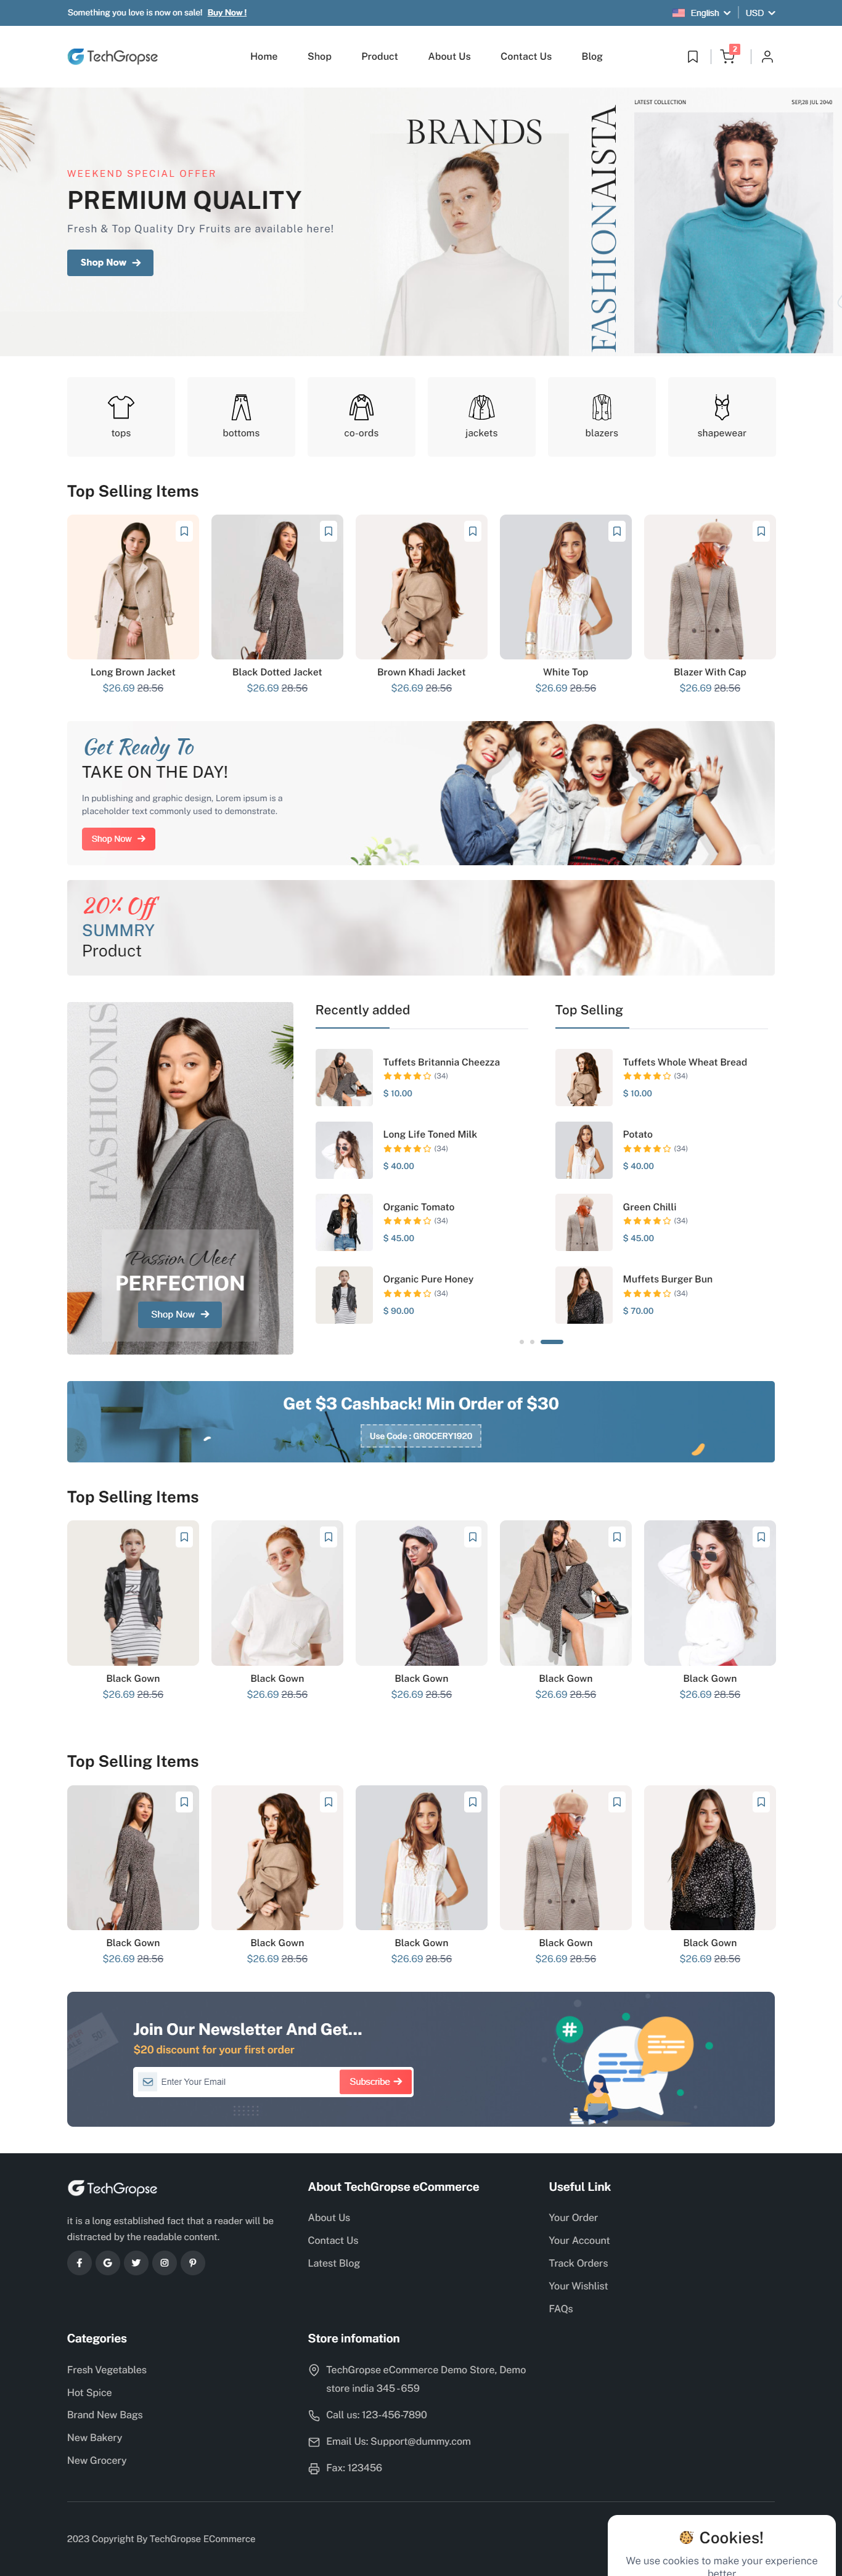 Something you love is now on sale! Buy Now !
English
USD
TechGropse
Home
Shop
Product
About Us
Contact Us
Blog
2
LATEST COLLECTION
SEP,28 JUL 2040
BRANDS
FASHIONAISTA
WEEKEND SPECIAL OFFER
PREMIUM QUALITY
Fresh & Top Quality Dry Fruits are available here!
Shop Now
tops
bottoms
co-ords
jackets
blazers
shapewear
Top Selling Items
Long Brown Jacket
$26.69 28.56
Black Dotted Jacket
$26.69 28.56
Brown Khadi Jacket
$26.69 28.56
White Top
$26.69 28.56
Blazer With Cap
$26.69 28.56
Get Ready To
TAKE ON THE DAY!
In publishing and graphic design, Lorem ipsum is a
placeholder text commonly used to demonstrate.
Shop Now
20% Off
SUMMRY
Product
FASHIONIS
Passion Meet
PERFECTION
Shop Now
Recently added
Tuffets Britannia Cheezza
(34)
$ 10.00
Long Life Toned Milk
(34)
$ 40.00
Organic Tomato
(34)
$ 45.00
Organic Pure Honey
(34)
$ 90.00
Top Selling
Tuffets Whole Wheat Bread
(34)
$ 10.00
Potato
(34)
$ 40.00
Green Chilli
(34)
$ 45.00
Muffets Burger Bun
(34)
$ 70.00
Get $3 Cashback! Min Order of $30
Use Code : GROCERY1920
Top Selling Items
Black Gown
$26.69 28.56
Black Gown
$26.69 28.56
Black Gown
$26.69 28.56
Black Gown
$26.69 28.56
Black Gown
$26.69 28.56
Top Selling Items
Black Gown
$26.69 28.56
Black Gown
$26.69 28.56
Black Gown
$26.69 28.56
Black Gown
$26.69 28.56
Black Gown
$26.69 28.56
Join Our Newsletter And Get...
$20 discount for your first order
Enter Your Email
Subscribe
#
TechGropse
it is a long established fact that a reader will be
distracted by the readable content.
About TechGropse eCommerce
About Us
Contact Us
Latest Blog
Useful Link
Your Order
Your Account
Track Orders
Your Wishlist
FAQs
Categories
Fresh Vegetables
Hot Spice
Brand New Bags
New Bakery
New Grocery
Store infomation
TechGropse eCommerce Demo Store, Demo
store india 345 - 659
Call us: 123-456-7890
Email Us: Support@dummy.com
Fax: 123456
2023 Copyright By TechGropse ECommerce
Cookies!
We use cookies to make your experience
better